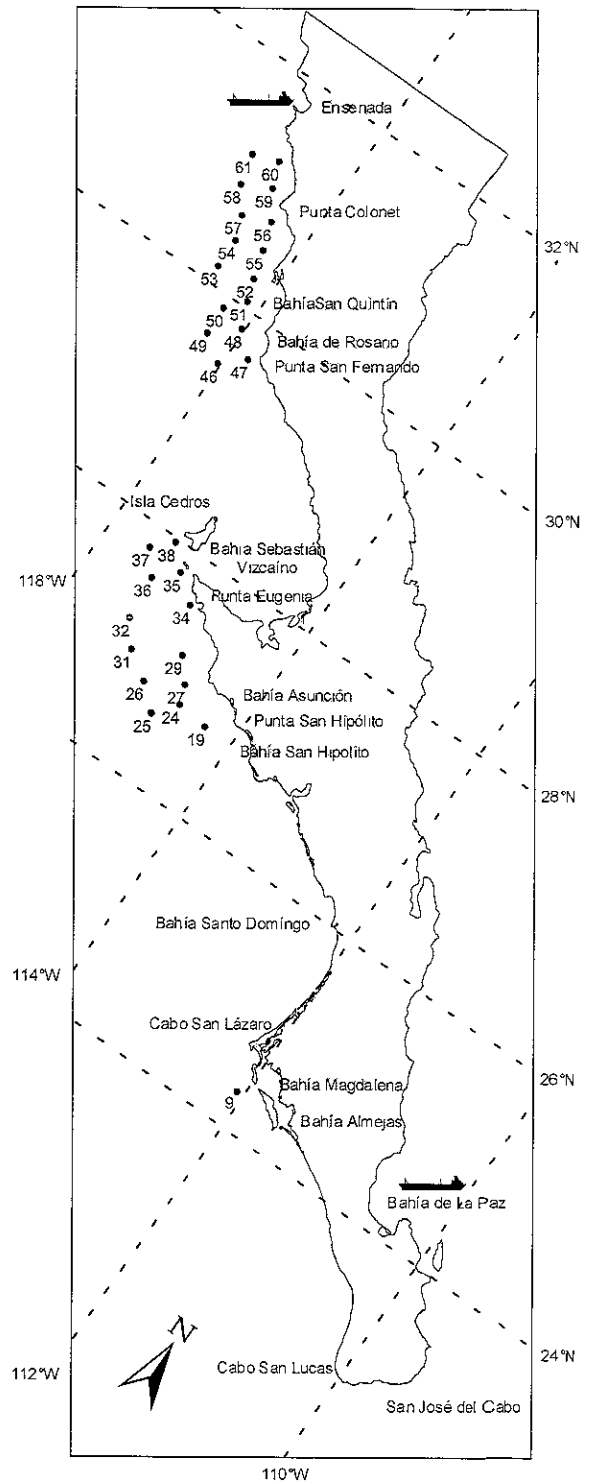 Ensenada
61
60
58
59
Punta Colonet
57
56
32°N
54
55
53
52
BahíaSan Quintín
50
51
Bahía de Rosario
49
48
Punta San Fernando
46
47
Isla Cedros
30°N
37
38
Bahía Sebastián
Vizcaíno
118°W
36
35
Punta Eugenia
32
34
31
29
26
27
Bahía Asunción
25
24
Punta San Hipólito
19
Bahía San Hipolito
28°N
Bahía Santo Domíngo
114°W
Cabo San Lázaro
26°N
9
Bahía Magdalena
Bahía Almejas
Bahía de La Paz
N
24°N
112°W
Cabo San Lucas
San José del Cabo
110°W